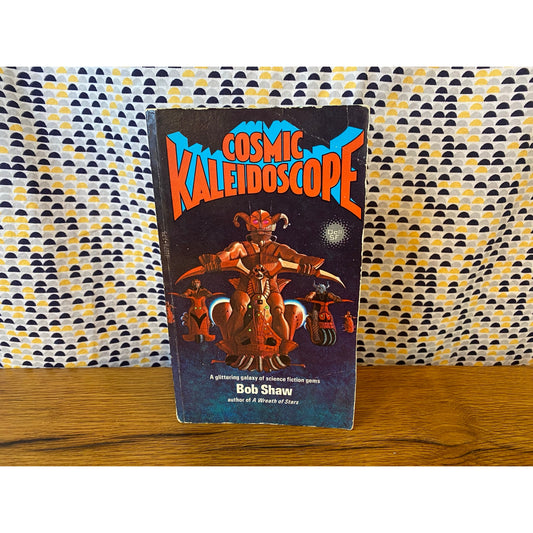 COSMIC
KALEIDOSCOPE
A glittering galaxy of science fiction gems
Bob Shaw
author of A Wreath of Stars